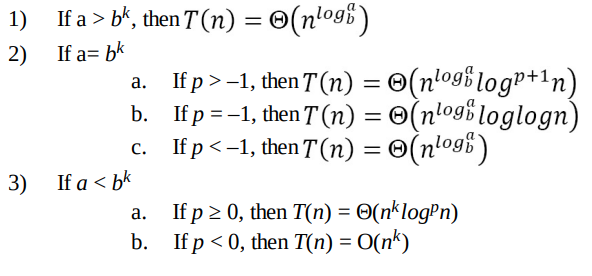 1) If a > b^k, then T(n) = Θ(n^(log_b^a))
2) If a= b^k
a. If p > –1, then T(n) = Θ(n^(log_b^a) log^(p+1) n)
b. If p = –1, then T(n) = Θ(n^(log_b^a) loglogn)
c. If p < –1, then T(n) = Θ(n^(log_b^a))
3) If a < b^k
a. If p ≥ 0, then T(n) = Θ(n^k log^p n)
b. If p < 0, then T(n) = O(n^k)